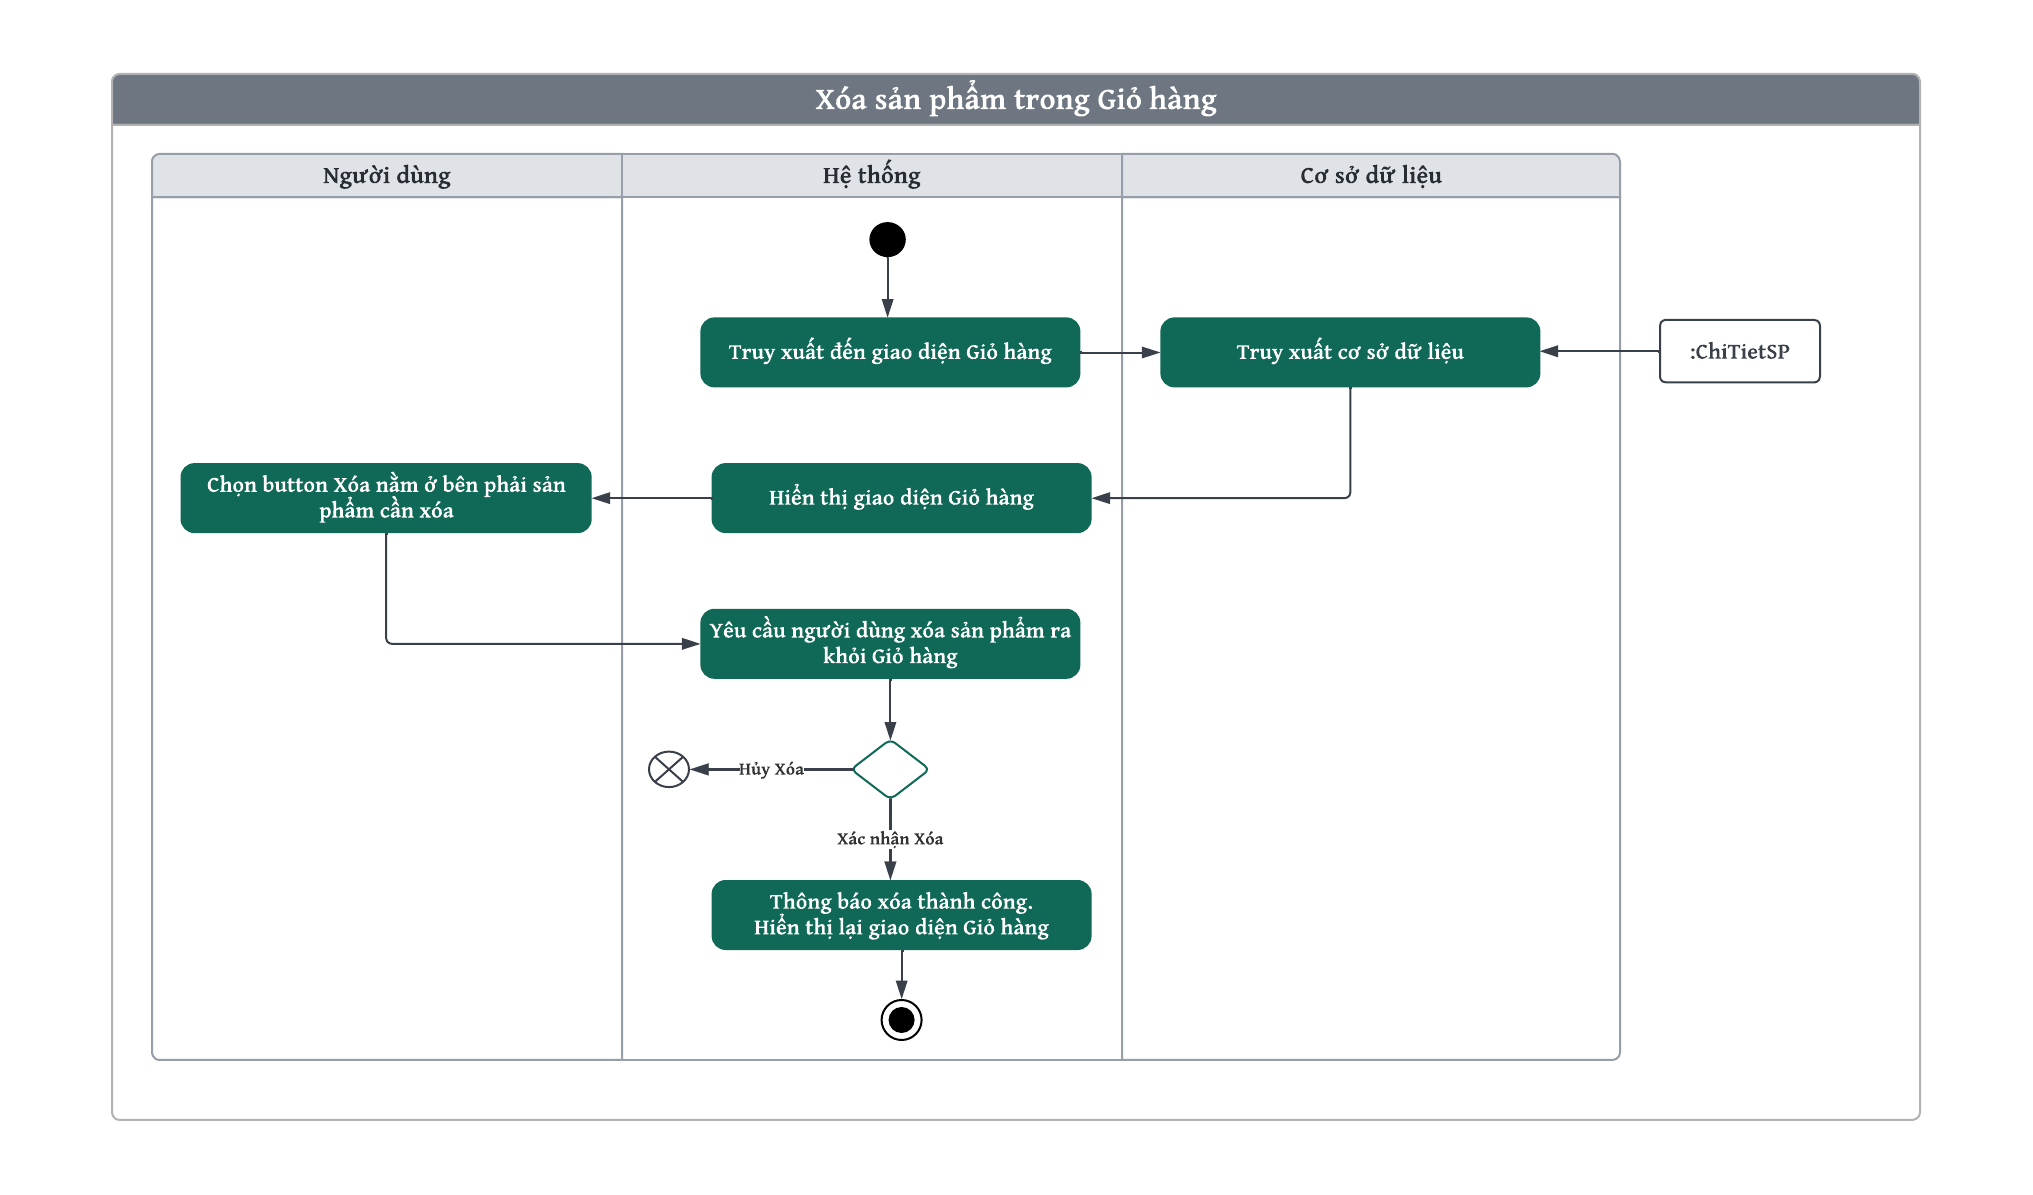 Xóa sản phẩm trong Giỏ hàng
Người dùng
Hệ thống
Cơ sở dữ liệu
Truy xuất đến giao diện Giỏ hàng
Truy xuất cơ sở dữ liệu
:ChiTietSP
Chọn button Xóa nằm ở bên phải sản
phẩm cần xóa
Hiển thị giao diện Giỏ hàng
Yêu cầu người dùng xóa sản phẩm ra
khỏi Giỏ hàng
Hủy Xóa
Xác nhận Xóa
Thông báo xóa thành công.
Hiển thị lại giao diện Giỏ hàng